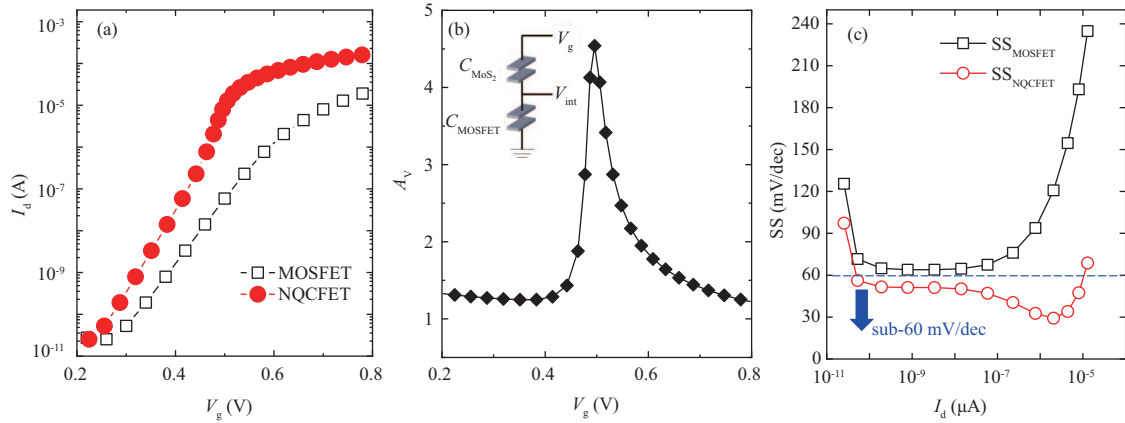 (a)
10⁻³
10⁻⁵
10⁻⁷
10⁻⁹
10⁻¹¹
I_d (A)
MOSFET
NQCFET
0.2 0.4 0.6 0.8
V_g (V)
(b)
5
4
3
2
1
A_V
V_g
C_MoS₂
V_int
C_MOSFET
0.2 0.4 0.6 0.8
V_g (V)
(c)
240
210
180
150
120
90
60
30
0
SS (mV/dec)
SS_MOSFET
SS_NQCFET
sub-60 mV/dec
10⁻¹¹ 10⁻⁹ 10⁻⁷ 10⁻⁵
I_d (μA)